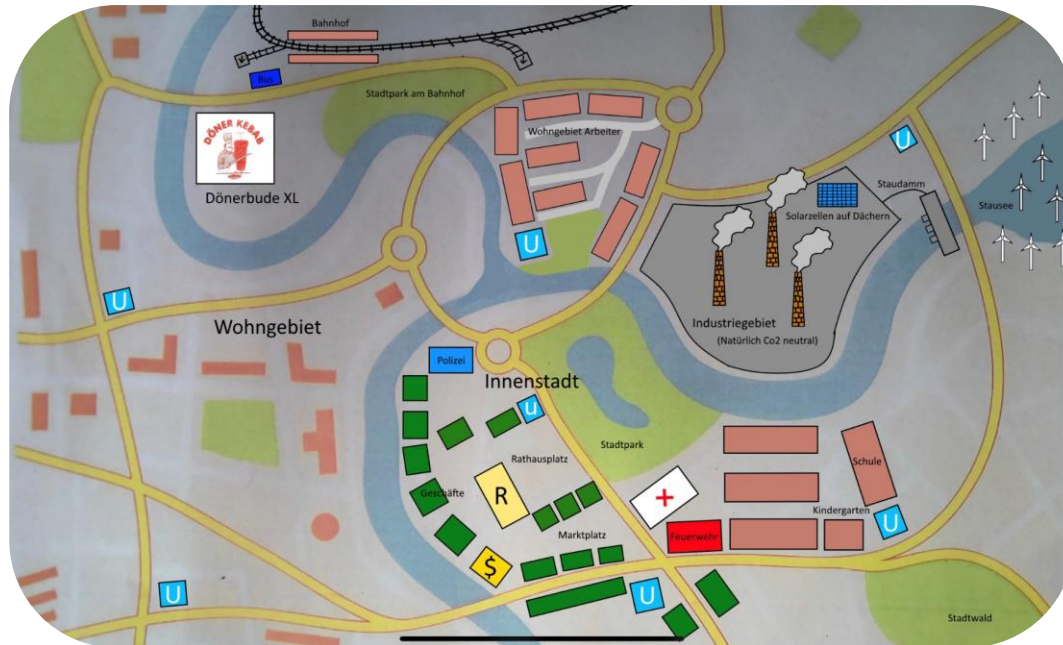 Bahnhof
Bus
Stadtpark am Bahnhof
DÖNER KEBAB
Dönerbude XL
Wohngebiet Arbeiter
U
U
Staudamm
Solarzellen auf Dächern
Stausee
U
Wohngebiet
Industriegebiet
(Natürlich Co2 neutral)
Polizei
Innenstadt
u
Stadtpark
Rathausplatz
Schule
Geschäfte
R
Kindergarten
U
Marktplatz
Feuerwehr
$
U
U
Stadtwald